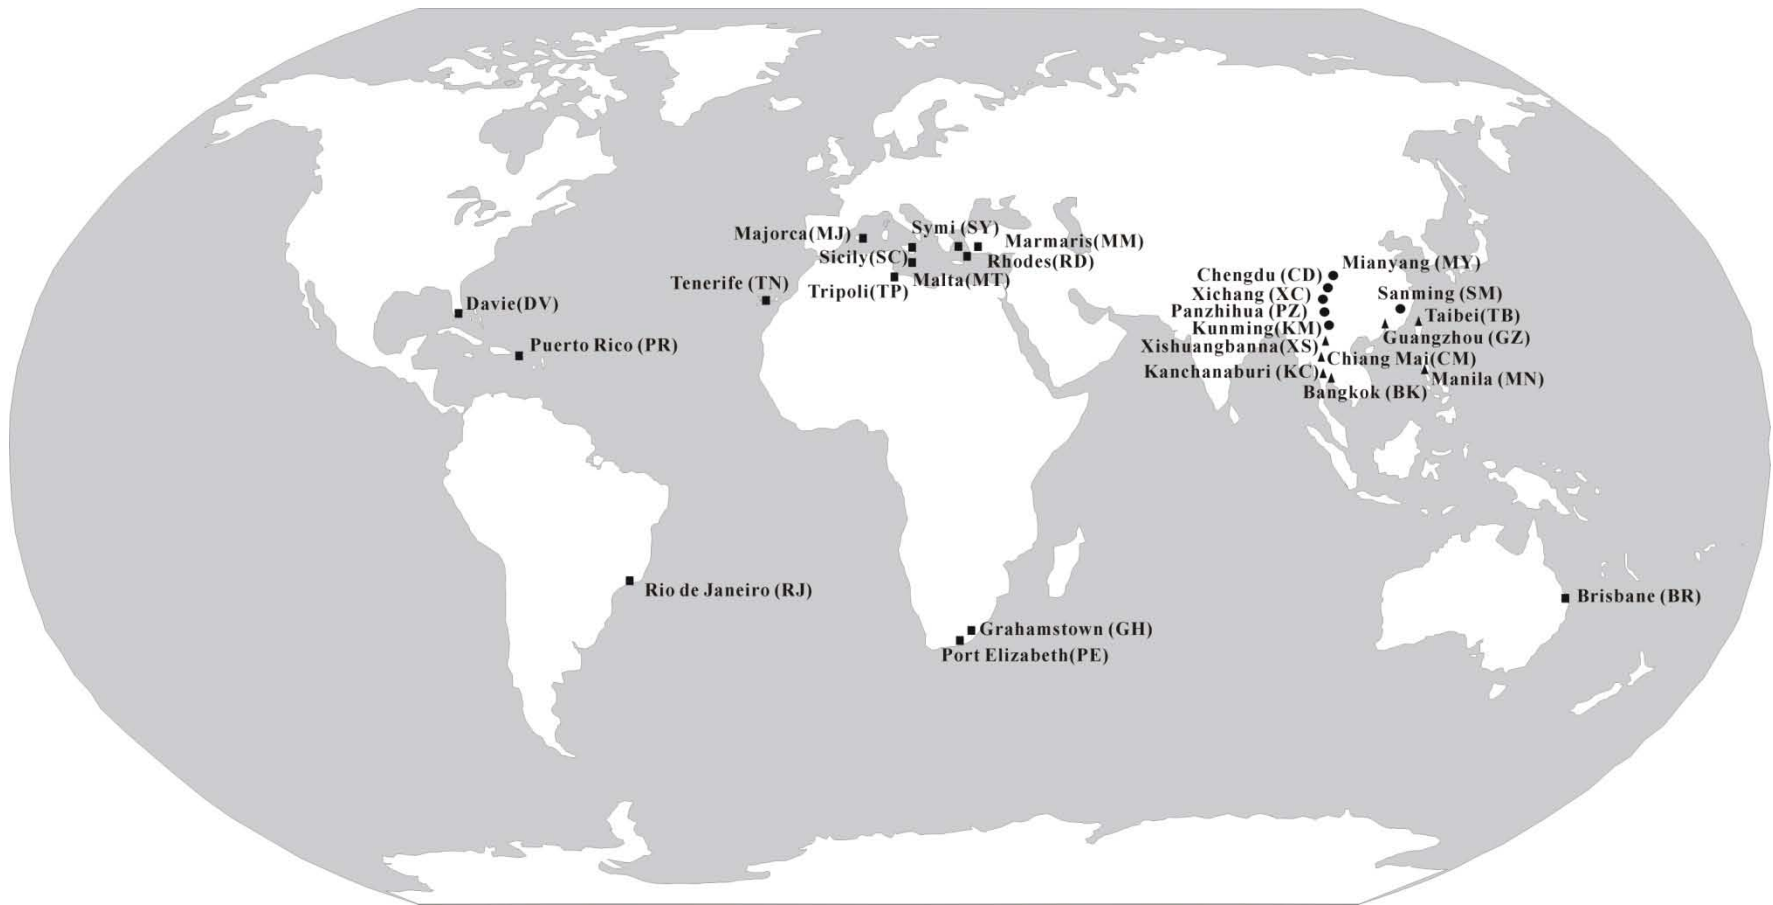 Symi (SY)
Majorca(MJ)
Marmaris(MM)
Sicily(SC)
Rhodes(RD)
Malta(MT)
Tenerife (TN)
Tripoli(TP)
Davie(DV)
Puerto Rico (PR)
Mianyang (MY)
Chengdu (CD)
Xichang (XC)
Sanming (SM)
Panzhihua (PZ)
Taibei(TB)
Kunming(KM)
Guangzhou (GZ)
Xishuangbanna(XS)
Chiang Mai(CM)
Kanchanaburi (KC)
Manila (MN)
Bangkok (BK)
Rio de Janeiro (RJ)
Brisbane (BR)
Grahamstown (GH)
Port Elizabeth(PE)